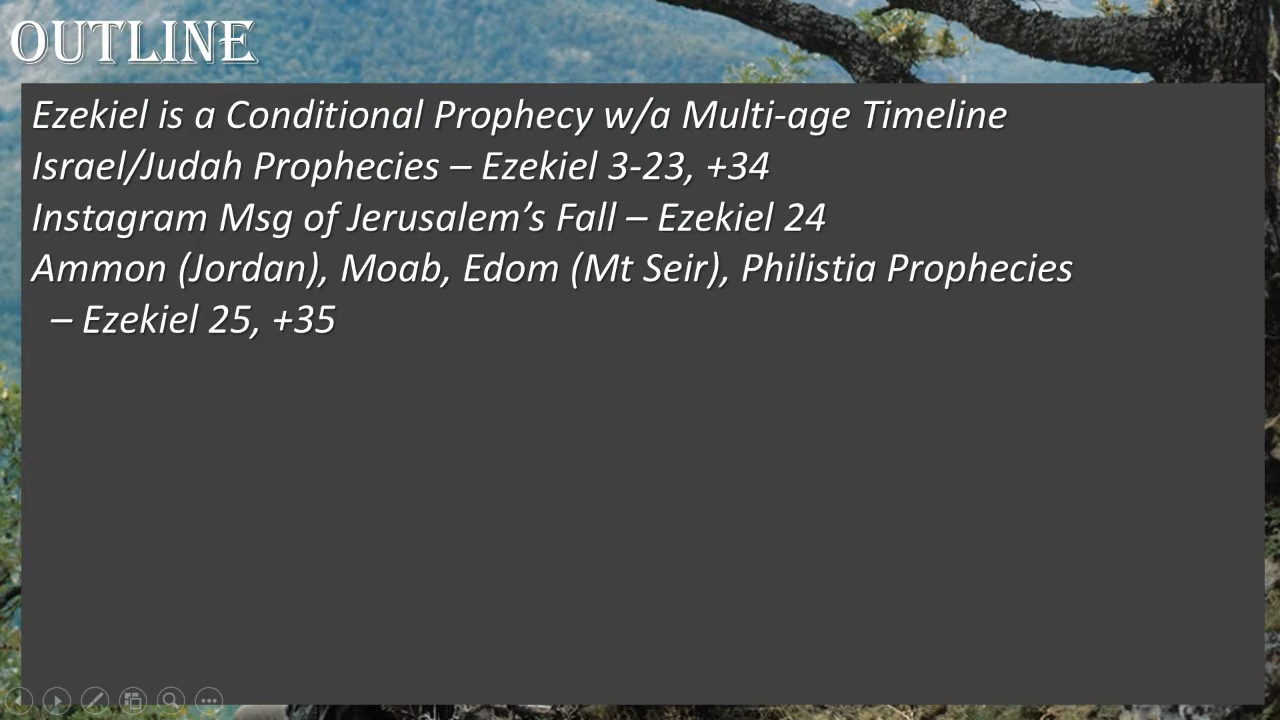 OUTLINE
Ezekiel is a Conditional Prophecy w/a Multi-age Timeline
Israel/Judah Prophecies – Ezekiel 3-23, +34
Instagram Msg of Jerusalem’s Fall – Ezekiel 24
Ammon (Jordan), Moab, Edom (Mt Seir), Philistia Prophecies
– Ezekiel 25, +35